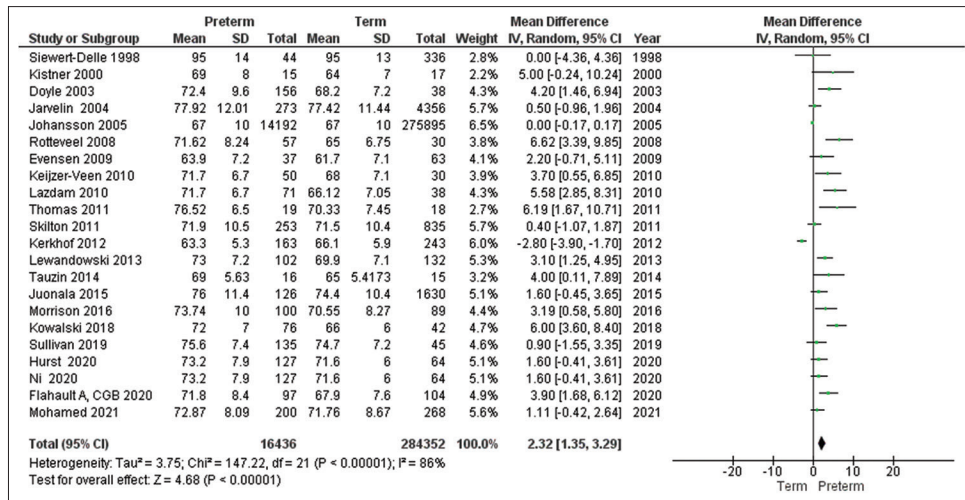 Preterm Term Mean Difference Mean Difference
Study or Subgroup Mean SD Total Mean SD Total Weight IV, Random, 95% CI Year IV, Random, 95% CI
Siewert-Delle 1998 95 14 44 95 13 336 2.8% 0.00 [-4.36, 4.36] 1998
Kistner 2000 69 8 15 64 7 17 2.2% 5.00 [-0.24, 10.24] 2000
Doyle 2003 72.4 9.6 156 68.2 7.2 38 4.4% 4.20 [1.46, 6.94] 2003
Jarvelin 2004 77.92 12.01 273 77.42 11.44 4356 5.6% 0.50 [-0.96, 1.96] 2004
Johansson 2005 67 10 14192 67 10 275895 6.5% 0.00 [-0.17, 0.17] 2005
Rotteveel 2008 71.62 8.24 57 65 6.75 30 3.8% 6.62 [3.39, 9.85] 2008
Evensen 2009 63.9 7.2 37 61.7 7.1 63 4.2% 2.20 [-0.71, 5.11] 2009
Keijzer-Veen 2010 71.7 6.7 50 68 7.1 30 3.9% 3.70 [0.55, 6.85] 2010
Lazdam 2010 71.7 6.7 71 66.12 7.05 38 4.3% 5.58 [2.85, 8.31] 2010
Thomas 2011 76.52 6.5 19 70.33 7.45 18 2.7% 6.19 [1.67, 10.71] 2011
Skilton 2011 71.9 10.5 253 71.5 10.4 835 5.6% 0.40 [-1.07, 1.87] 2011
Kerkhof 2012 63.3 5.3 163 66.1 5.9 243 6.0% -2.80 [-3.90, -1.70] 2012
Lewandowski 2013 73 7.2 102 69.9 7.1 132 5.3% 3.10 [1.25, 4.95] 2013
Tauzin 2014 69 5.63 16 65 5.4173 15 3.2% 4.00 [0.11, 7.89] 2014
Juonala 2015 76 11.4 126 74.4 10.4 1630 5.1% 1.60 [-0.45, 3.65] 2015
Morrison 2016 73.74 10 100 70.55 8.27 89 4.5% 3.19 [0.58, 5.80] 2016
Kowalski 2018 72 7 76 66 6 42 4.7% 6.00 [3.60, 8.40] 2018
Sullivan 2019 75.6 7.4 135 74.7 7.2 45 4.6% 0.90 [-1.55, 3.35] 2019
Hurst 2020 73.2 7.9 127 71.6 6 64 5.1% 1.60 [-0.41, 3.61] 2020
Ni 2020 73.2 7.9 127 71.6 6 64 5.1% 1.60 [-0.41, 3.61] 2020
Flahault A, CGB 2020 71.8 8.4 97 67.9 7.6 104 4.9% 3.90 [1.68, 6.12] 2020
Mohamed 2021 72.87 8.09 200 71.76 8.67 268 5.6% 1.11 [-0.42, 2.64] 2021
Total (95% CI) 16436 284352 100.0% 2.32 [1.35, 3.29]
Heterogeneity: Tau² = 3.75; Chi² = 147.22, df = 21 (P < 0.00001); I² = 86%
Test for overall effect: Z = 4.68 (P < 0.00001)
-20 -10 0 10 20
Term Preterm